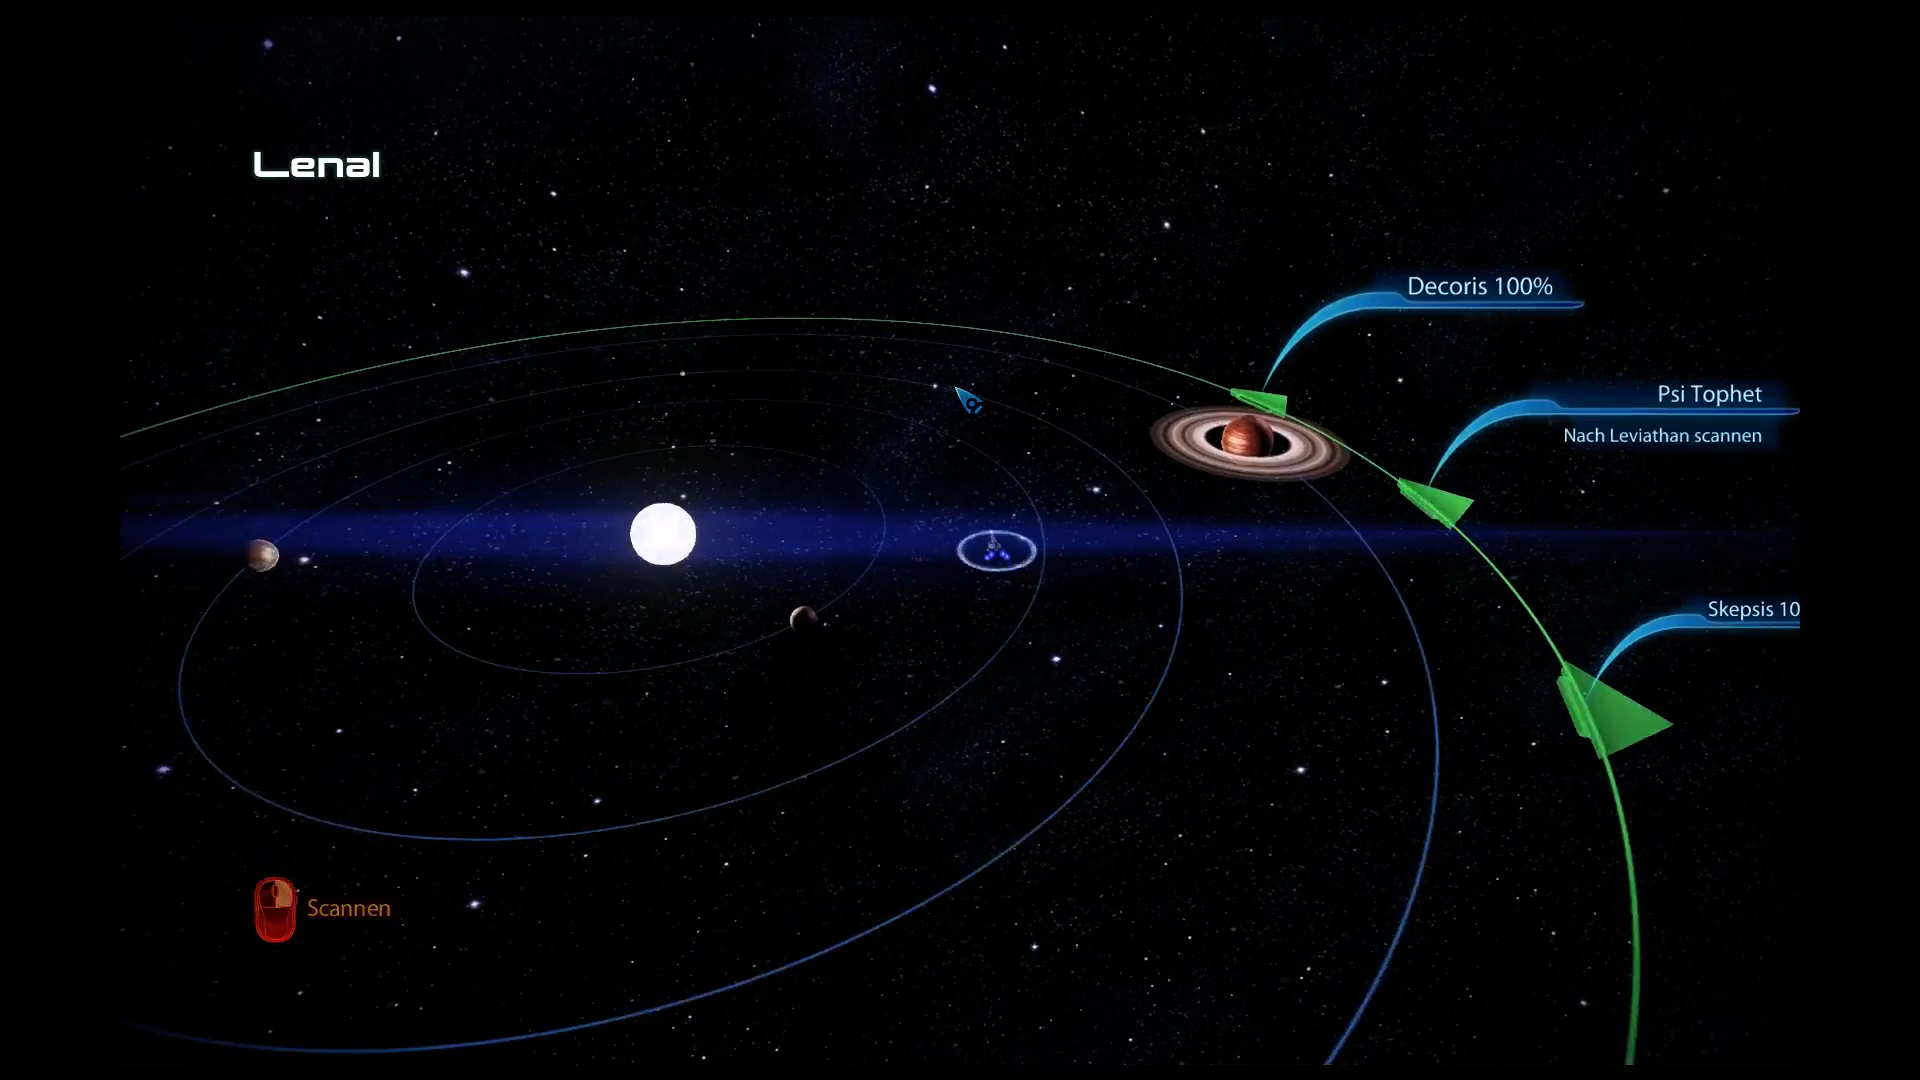 Lenal
Decoris 100%
Psi Tophet
Nach Leviathan scannen
Skepsis 10
Scannen